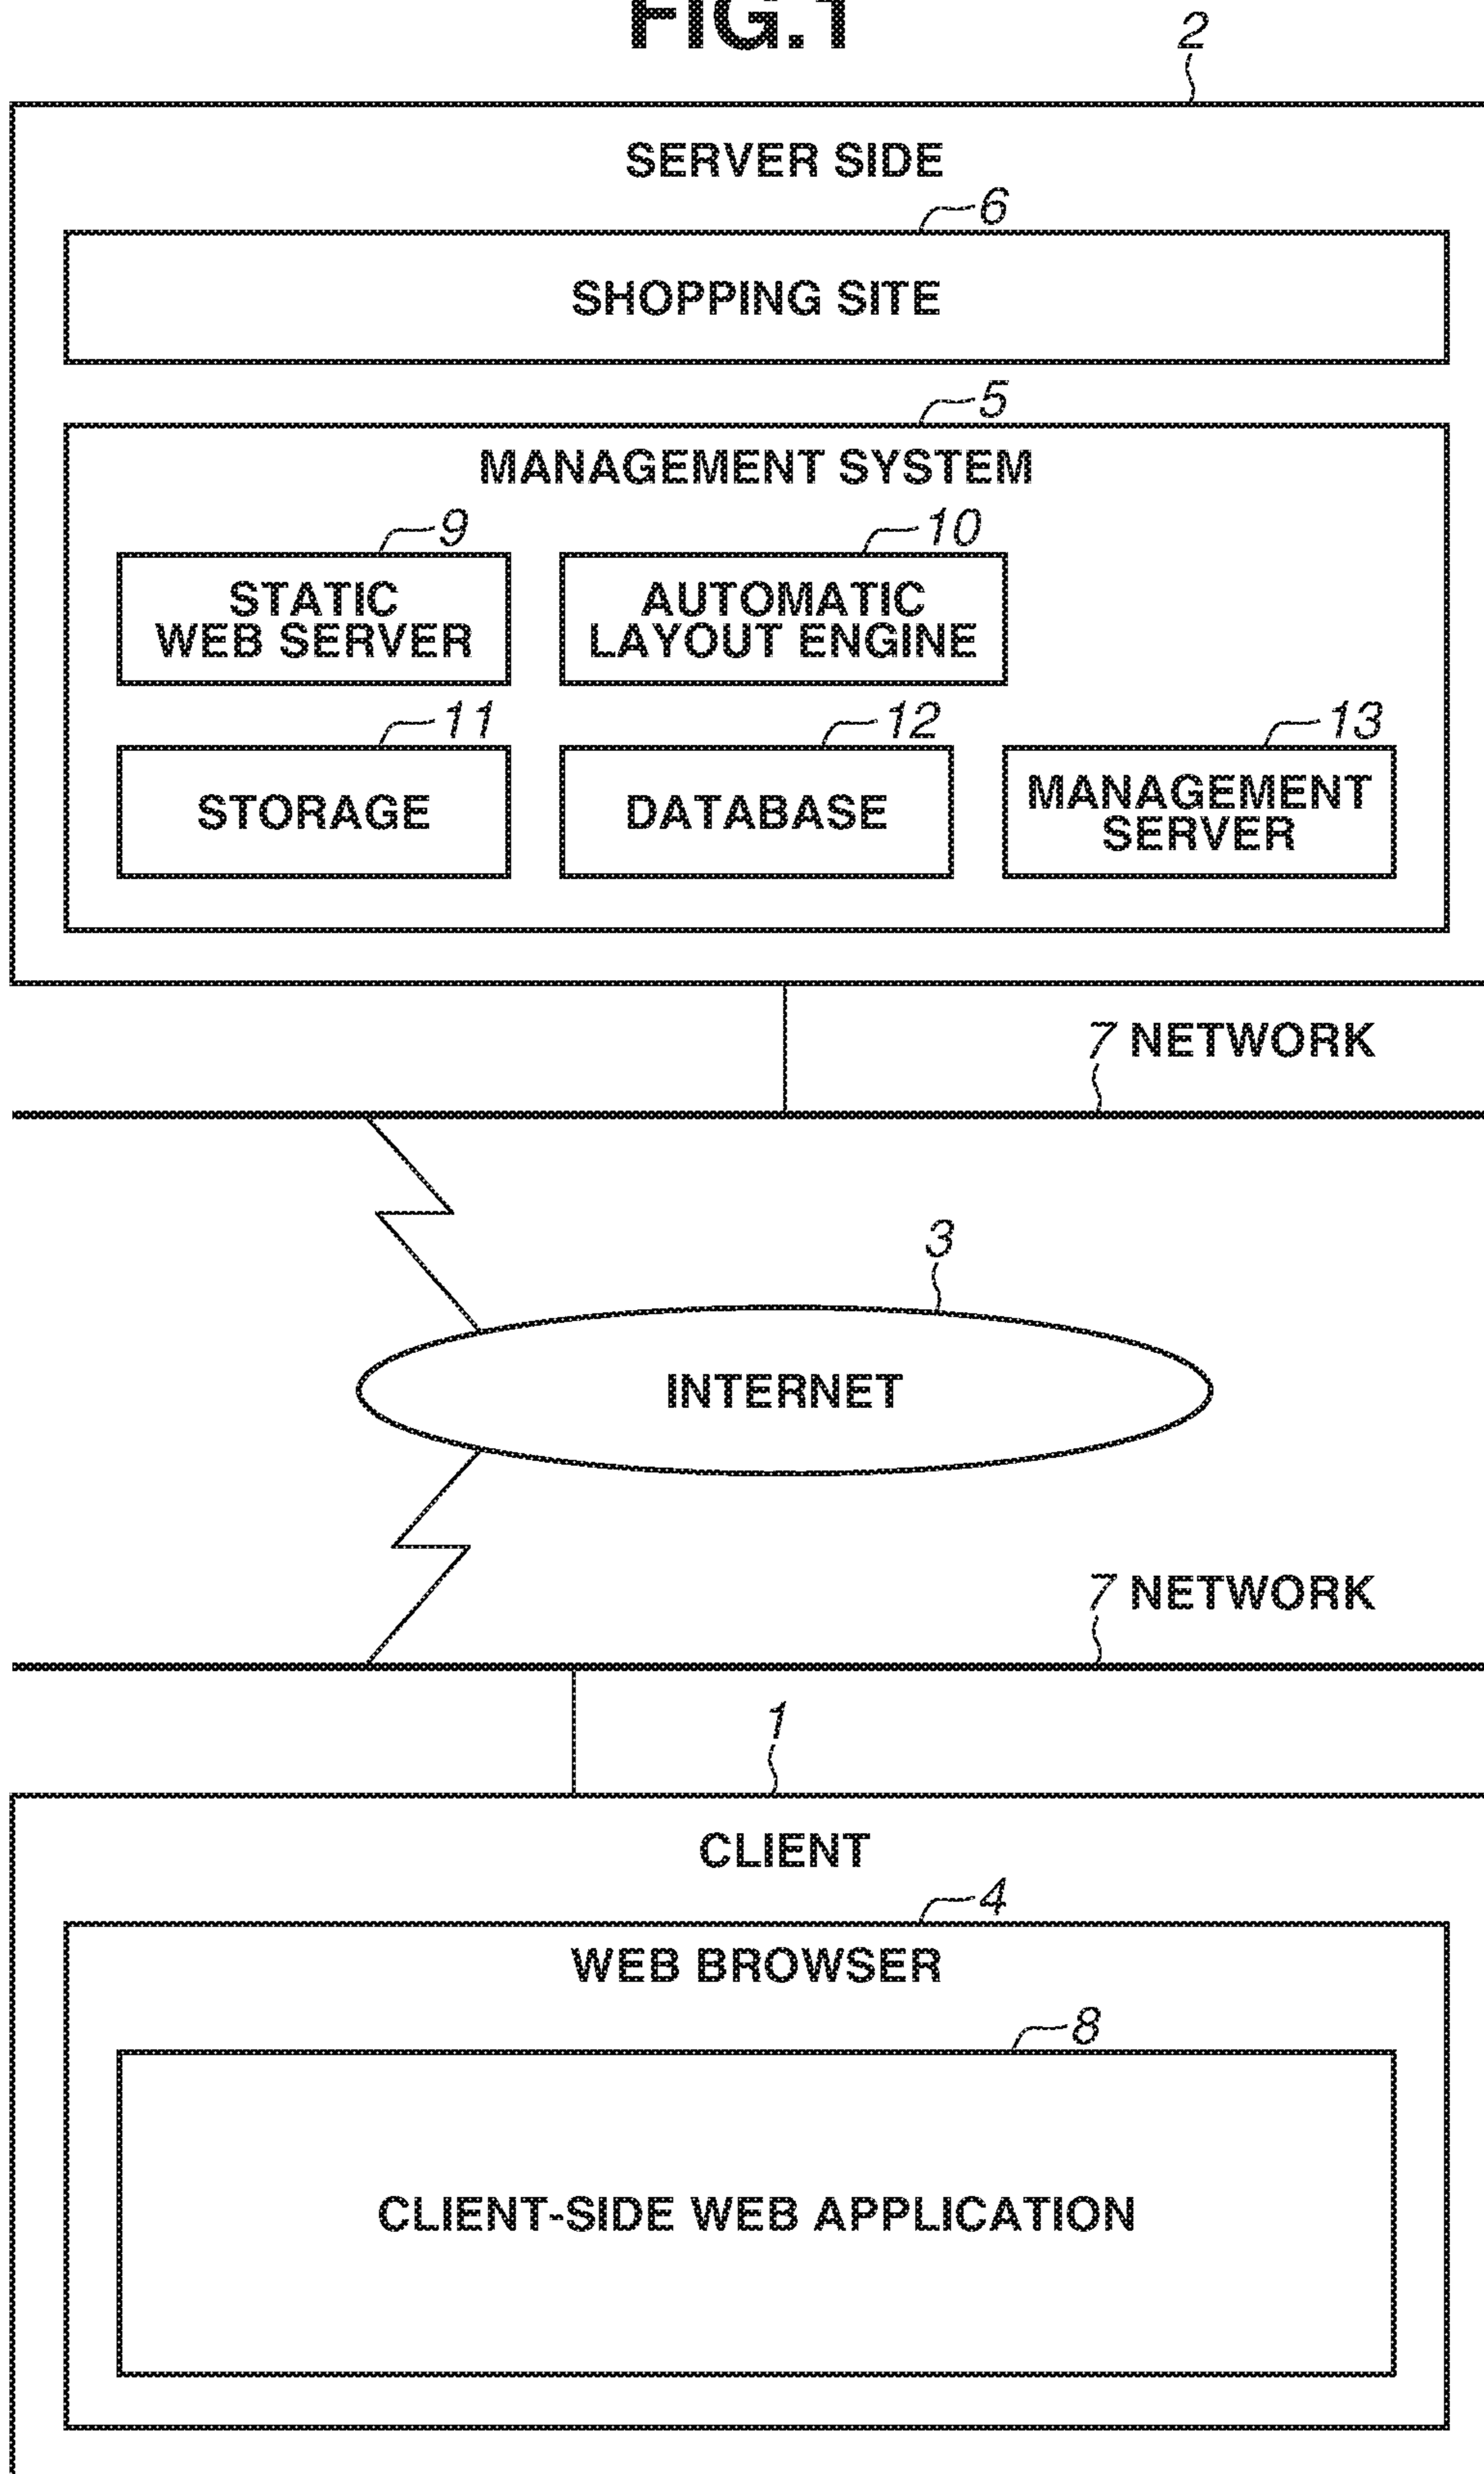 FIG.1
2
SERVER SIDE
6
SHOPPING SITE
5
MANAGEMENT SYSTEM
9
10
STATIC
WEB SERVER
AUTOMATIC
LAYOUT ENGINE
11
12
13
STORAGE
DATABASE
MANAGEMENT
SERVER
7 NETWORK
3
INTERNET
7 NETWORK
1
CLIENT
4
WEB BROWSER
8
CLIENT-SIDE WEB APPLICATION